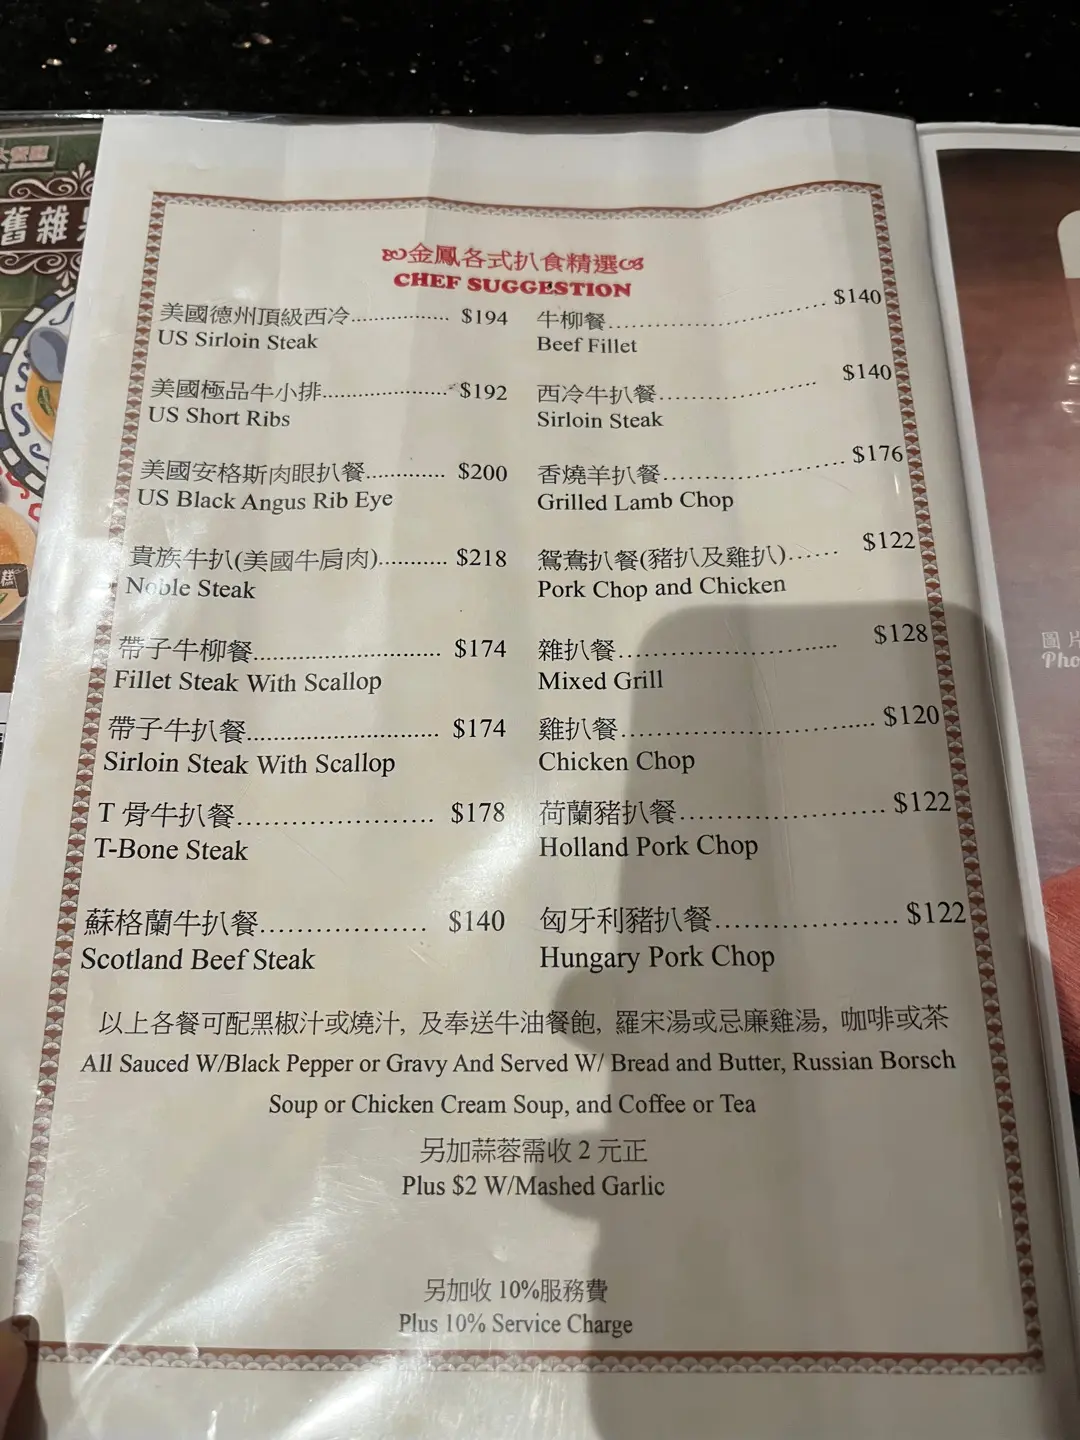 大餐廳
舊雜
糕
金鳳各式扒食精選
CHEF SUGGESTION
美國德州頂級西冷.................. $194
US Sirloin Steak
美國極品牛小排...................... $192
US Short Ribs
美國安格斯肉眼扒餐............. $200
US Black Angus Rib Eye
貴族牛扒(美國牛肩肉)........... $218
Noble Steak
帶子牛柳餐.............................. $174
Fillet Steak With Scallop
帶子牛扒餐............................. $174
Sirloin Steak With Scallop
T 骨牛扒餐...................... $178
T-Bone Steak
蘇格蘭牛扒餐.................. $140
Scotland Beef Steak
牛柳餐............................ $140
Beef Fillet
西冷牛扒餐..................... $140
Sirloin Steak
香燒羊扒餐........................ $176
Grilled Lamb Chop
鴛鴦扒餐(豬扒及雞扒)...... $122
Pork Chop and Chicken
雜扒餐............................ $128
Mixed Grill
雞扒餐................................ $120
Chicken Chop
荷蘭豬扒餐........................ $122
Holland Pork Chop
匈牙利豬扒餐..................... $122
Hungary Pork Chop
以上各餐可配黑椒汁或燒汁, 及奉送牛油餐飽, 羅宋湯或忌廉雞湯, 咖啡或茶
All Sauced W/Black Pepper or Gravy And Served W/ Bread and Butter, Russian Borsch
Soup or Chicken Cream Soup, and Coffee or Tea
另加蒜蓉需收 2 元正
Plus $2 W/Mashed Garlic
另加收 10%服務費
Plus 10% Service Charge
圖片
Pho